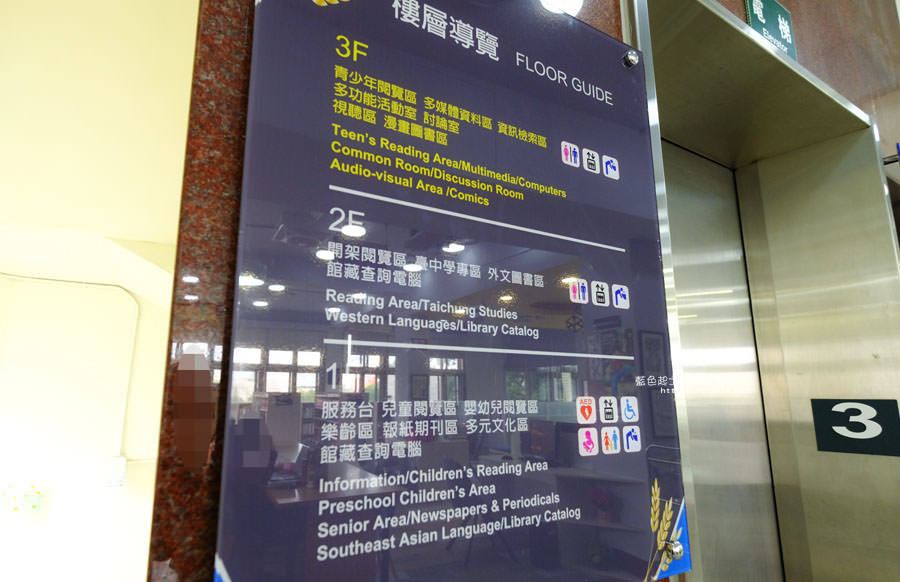 樓層導覽 FLOOR GUIDE
電梯
Elevator
3F
青少年閱覽區 多媒體資料區 資訊檢索區
多功能活動室 討論室
視聽區 漫畫圖書區
Teen's Reading Area/Multimedia/Computers
Common Room/Discussion Room
Audio-visual Area /Comics
2F
開架閱覽區 臺中學專區 外文圖書區
館藏查詢電腦
Reading Area/Taichung Studies
Western Languages/Library Catalog
1
服務台 兒童閱覽區 嬰幼兒閱覽區
樂齡區 報紙期刊區 多元文化區
館藏查詢電腦
AED
Information/Children's Reading Area
Preschool Children's Area
Senior Area/Newspapers & Periodicals
Southeast Asian Language/Library Catalog
藍色起士
3